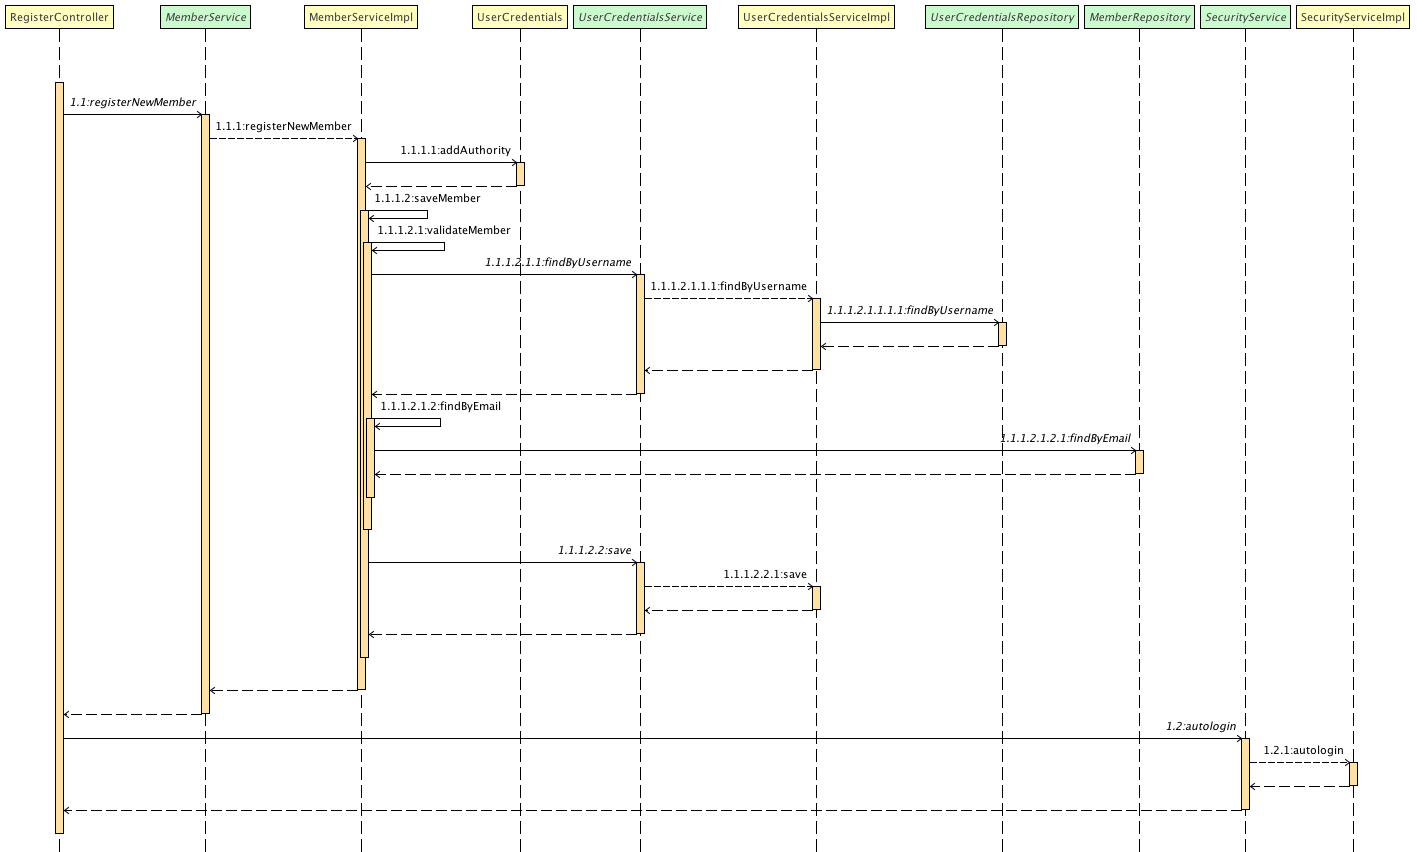 RegisterController
MemberService
MemberServiceImpl
UserCredentials
UserCredentialsService
UserCredentialsServiceImpl
UserCredentialsRepository
MemberRepository
SecurityService
SecurityServiceImpl
1.1:registerNewMember
1.1.1:registerNewMember
1.1.1.1:addAuthority
1.1.1.2:saveMember
1.1.1.2.1:validateMember
1.1.1.2.1.1:findByUsername
1.1.1.2.1.1.1:findByUsername
1.1.1.2.1.1.1.1:findByUsername
1.1.1.2.1.2:findByEmail
1.1.1.2.1.2.1:findByEmail
1.1.1.2.2:save
1.1.1.2.2.1:save
1.2:autologin
1.2.1:autologin